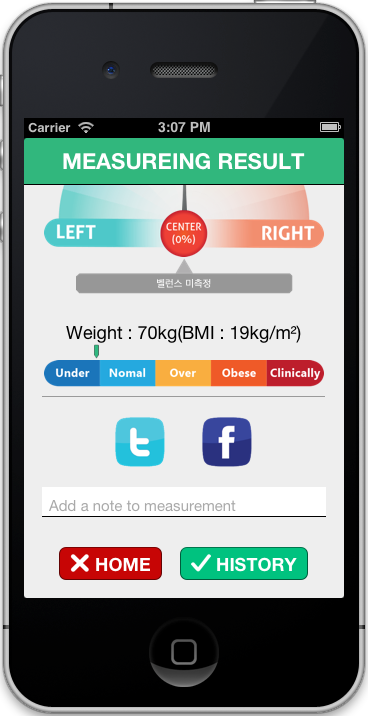 Carrier 3:07 PM
MEASUREING RESULT
LEFT CENTER (0%) RIGHT
벨런스 미측정
Weight : 70kg(BMI : 19kg/m²)
Under Nomal Over Obese Clinically
t f
Add a note to measurement
HOME HISTORY